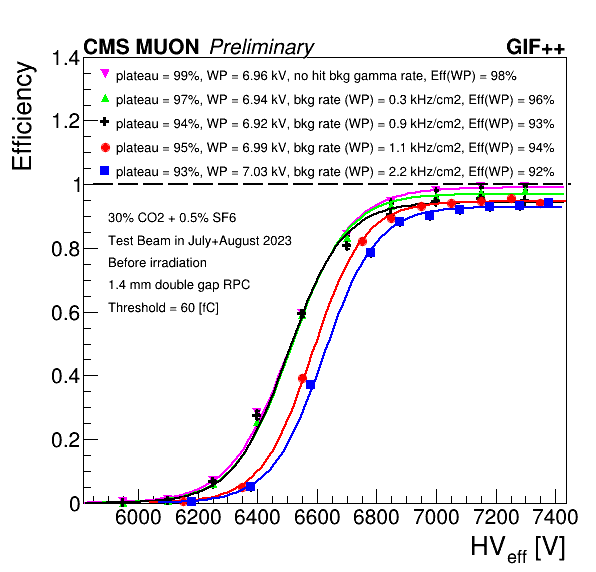 CMS MUON Preliminary GIF++
Efficiency
1.4
1.2
1
0.8
0.6
0.4
0.2
0
plateau = 99%, WP = 6.96 kV, no hit bkg gamma rate, Eff(WP) = 98%
plateau = 97%, WP = 6.94 kV, bkg rate (WP) = 0.3 kHz/cm2, Eff(WP) = 96%
plateau = 94%, WP = 6.92 kV, bkg rate (WP) = 0.9 kHz/cm2, Eff(WP) = 93%
plateau = 95%, WP = 6.99 kV, bkg rate (WP) = 1.1 kHz/cm2, Eff(WP) = 94%
plateau = 93%, WP = 7.03 kV, bkg rate (WP) = 2.2 kHz/cm2, Eff(WP) = 92%
30% CO2 + 0.5% SF6
Test Beam in July+August 2023
Before irradiation
1.4 mm double gap RPC
Threshold = 60 [fC]
6000 6200 6400 6600 6800 7000 7200 7400
HVeff [V]